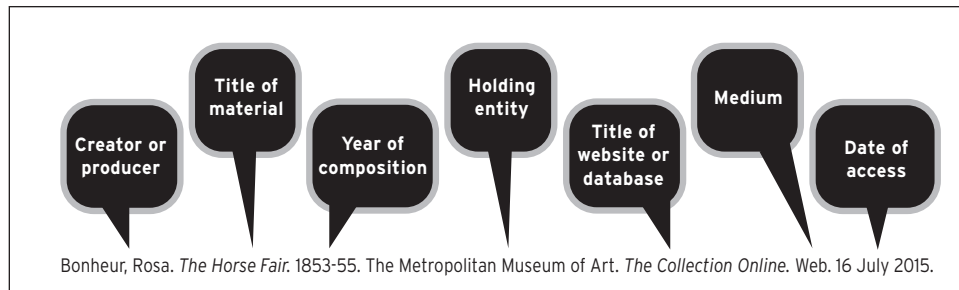 Creator or
producer
Title of
material
Year of
composition
Holding
entity
Title of
website or
database
Medium
Date of
access
Bonheur, Rosa. The Horse Fair. 1853-55. The Metropolitan Museum of Art. The Collection Online. Web. 16 July 2015.